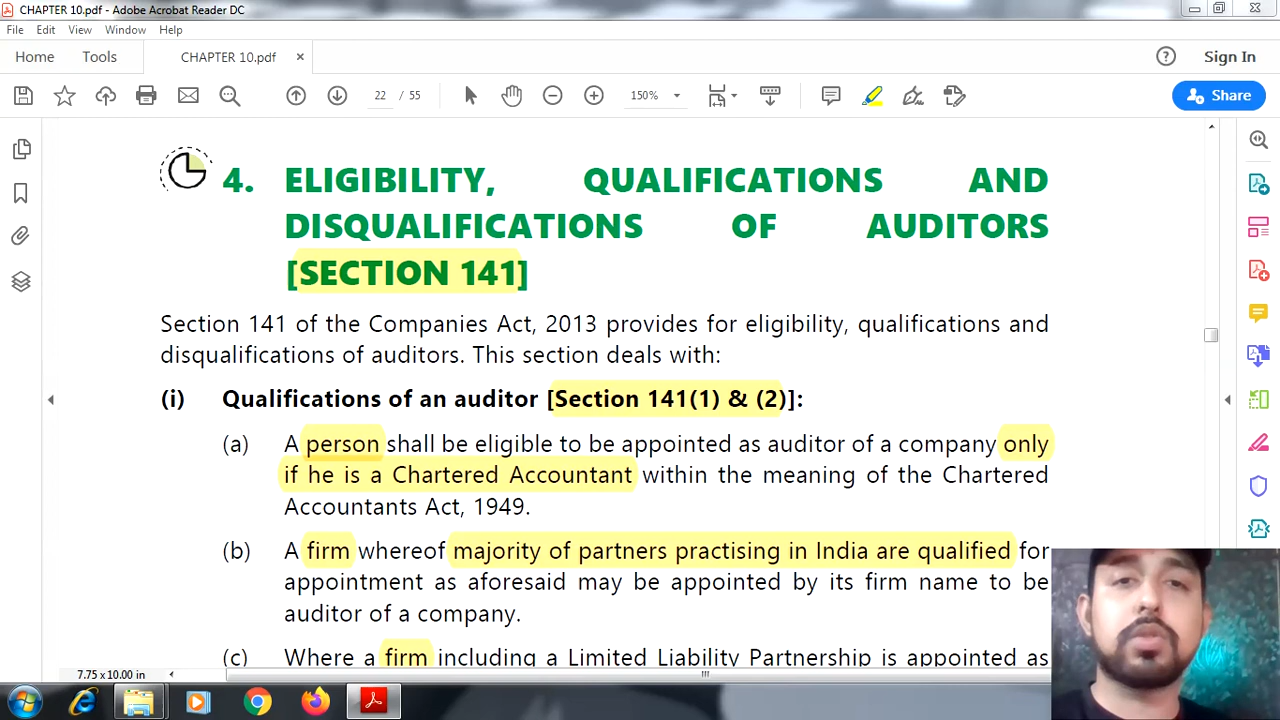 CHAPTER 10.pdf - Adobe Acrobat Reader DC
File Edit View Window Help
Home Tools CHAPTER 10.pdf × Sign In
22 / 55 150% Share
4. ELIGIBILITY, QUALIFICATIONS AND
DISQUALIFICATIONS OF AUDITORS
[SECTION 141]
Section 141 of the Companies Act, 2013 provides for eligibility, qualifications and
disqualifications of auditors. This section deals with:
(i) Qualifications of an auditor [Section 141(1) & (2)]:
(a) A person shall be eligible to be appointed as auditor of a company only
if he is a Chartered Accountant within the meaning of the Chartered
Accountants Act, 1949.
(b) A firm whereof majority of partners practising in India are qualified for
appointment as aforesaid may be appointed by its firm name to be
auditor of a company.
(c) Where a firm including a Limited Liability Partnership is appointed as
7.75 x 10.00 in